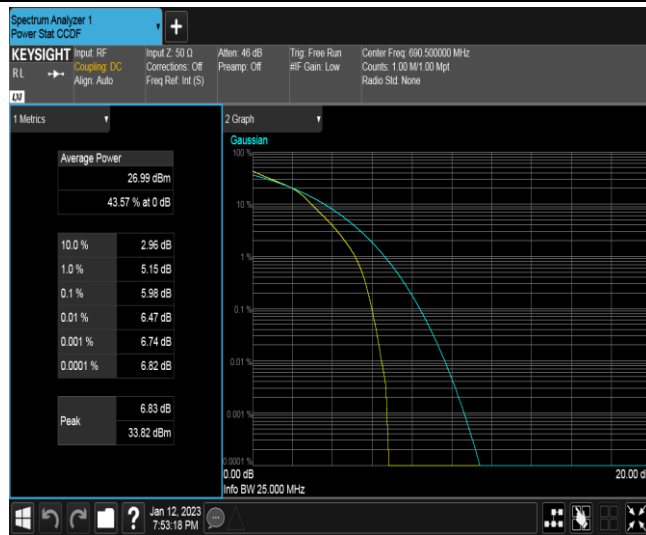 Spectrum Analyzer 1
Power Stat CCDF
+
KEYSIGHT
RL
LXI
Input: RF
Coupling: DC
Align: Auto
Input Z: 50 Ω
Corrections: Off
Freq Ref: Int (S)
Atten: 46 dB
Preamp: Off
Trig: Free Run
#IF Gain: Low
Center Freq: 690.500000 MHz
Counts: 1.00 M/1.00 Mpt
Radio Std: None
1 Metrics
Average Power
26.99 dBm
43.57 % at 0 dB
10.0 % 2.96 dB
1.0 % 5.15 dB
0.1 % 5.98 dB
0.01 % 6.47 dB
0.001 % 6.74 dB
0.0001 % 6.82 dB
Peak
6.83 dB
33.82 dBm
2 Graph
Gaussian
100 %
10 %
1 %
0.1 %
0.01 %
0.001 %
0.0001 %
0.00 dB
20.00 d
Info BW 25.000 MHz
?
Jan 12, 2023
7:53:18 PM